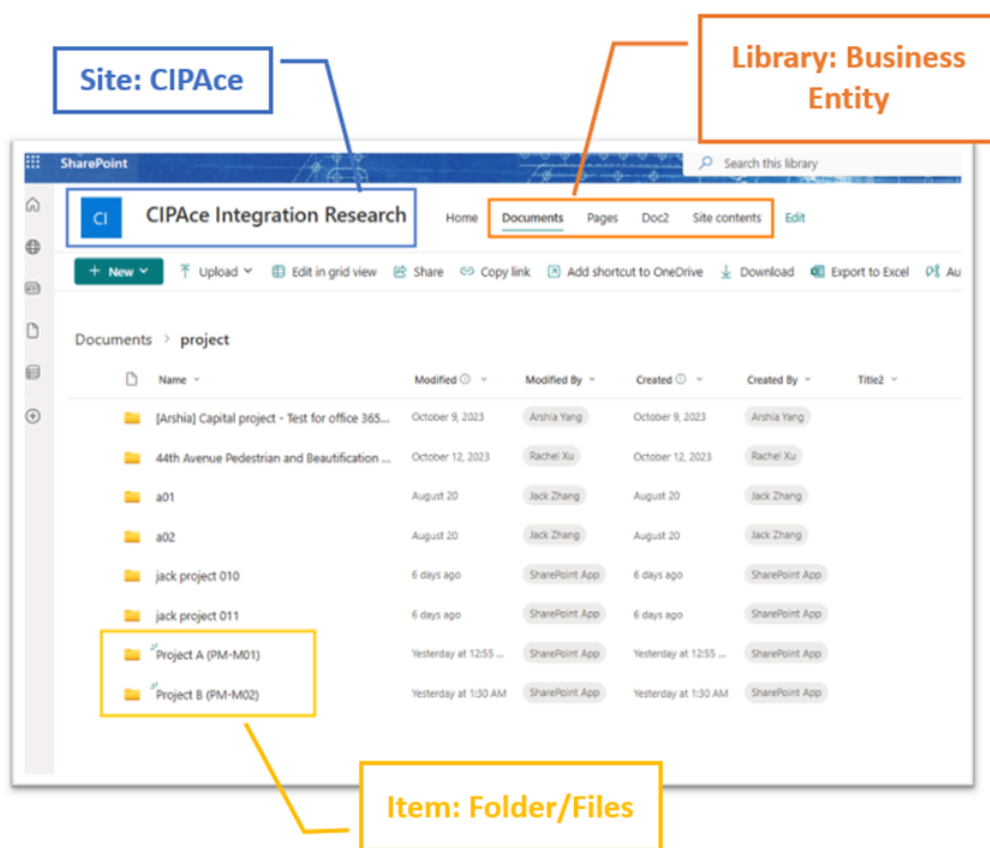 Site: CIPAce
Library: Business
Entity
SharePoint
Search this library
CI
CIPAce Integration Research
Home Documents Pages Doc2 Site contents Edit
+ New Upload Edit in grid view Share Copy link Add shortcut to OneDrive Download Export to Excel Au
Documents > project
Name Modified Modified By Created Created By Title2
[Arshia] Capital project - Test for office 365... October 9, 2023 Arshia Yang October 9, 2023 Arshia Yang
44th Avenue Pedestrian and Beautification ... October 12, 2023 Rachel Xu October 12, 2023 Rachel Xu
a01 August 20 Jack Zhang August 20 Jack Zhang
a02 August 20 Jack Zhang August 20 Jack Zhang
jack project 010 6 days ago SharePoint App 6 days ago SharePoint App
jack project 011 6 days ago SharePoint App 6 days ago SharePoint App
Project A (PM-M01) Yesterday at 12:55 ... SharePoint App Yesterday at 12:55 ... SharePoint App
Project B (PM-M02) Yesterday at 1:30 AM SharePoint App Yesterday at 1:30 AM SharePoint App
Item: Folder/Files